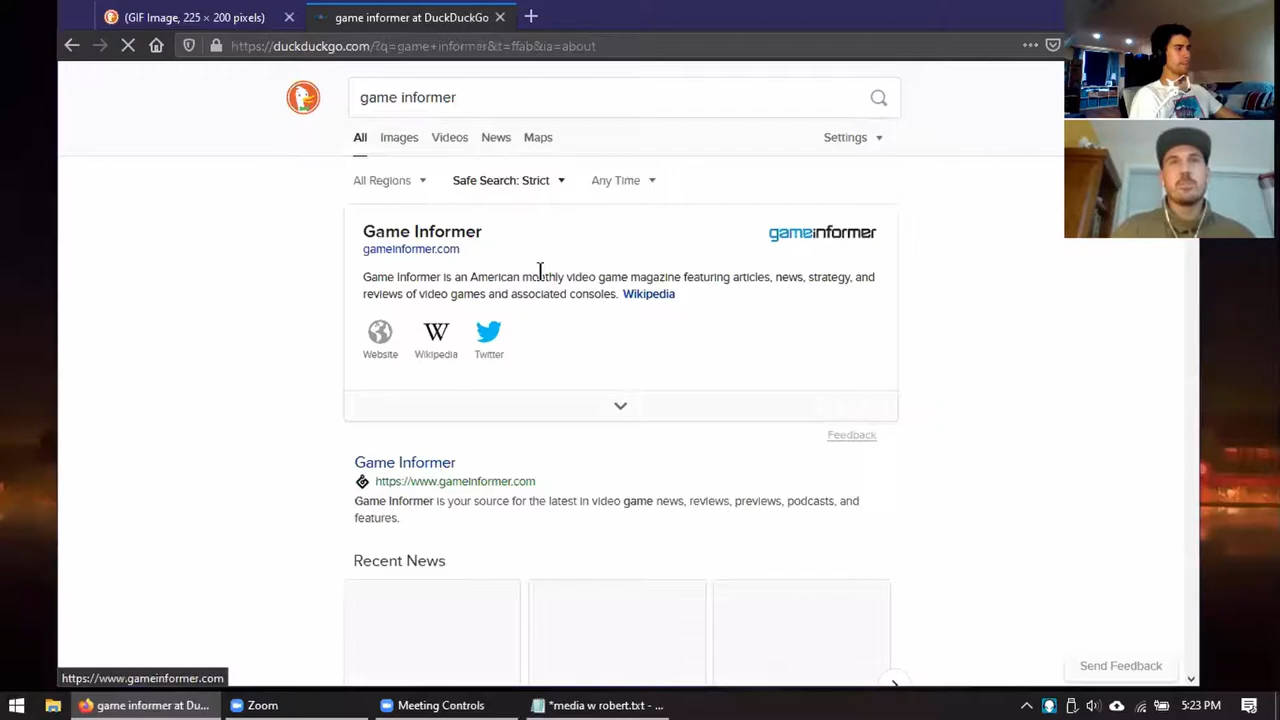 (GIF Image, 225 × 200 pixels)
game informer at DuckDuckGo
https://duckduckgo.com/?q=game+informer&t=ffab&ia=about
game informer
All Images Videos News Maps Settings
All Regions Safe Search: Strict Any Time
Game Informer
gameinformer
gameinformer.com
Game Informer is an American monthly video game magazine featuring articles, news, strategy, and
reviews of video games and associated consoles. Wikipedia
W
Website Wikipedia Twitter
Feedback
Game Informer
https://www.gameinformer.com
Game Informer is your source for the latest in video game news, reviews, previews, podcasts, and
features.
Recent News
Send Feedback
https://www.gameinformer.com
game informer at Du... Zoom Meeting Controls *media w robert.txt - ... 5:23 PM